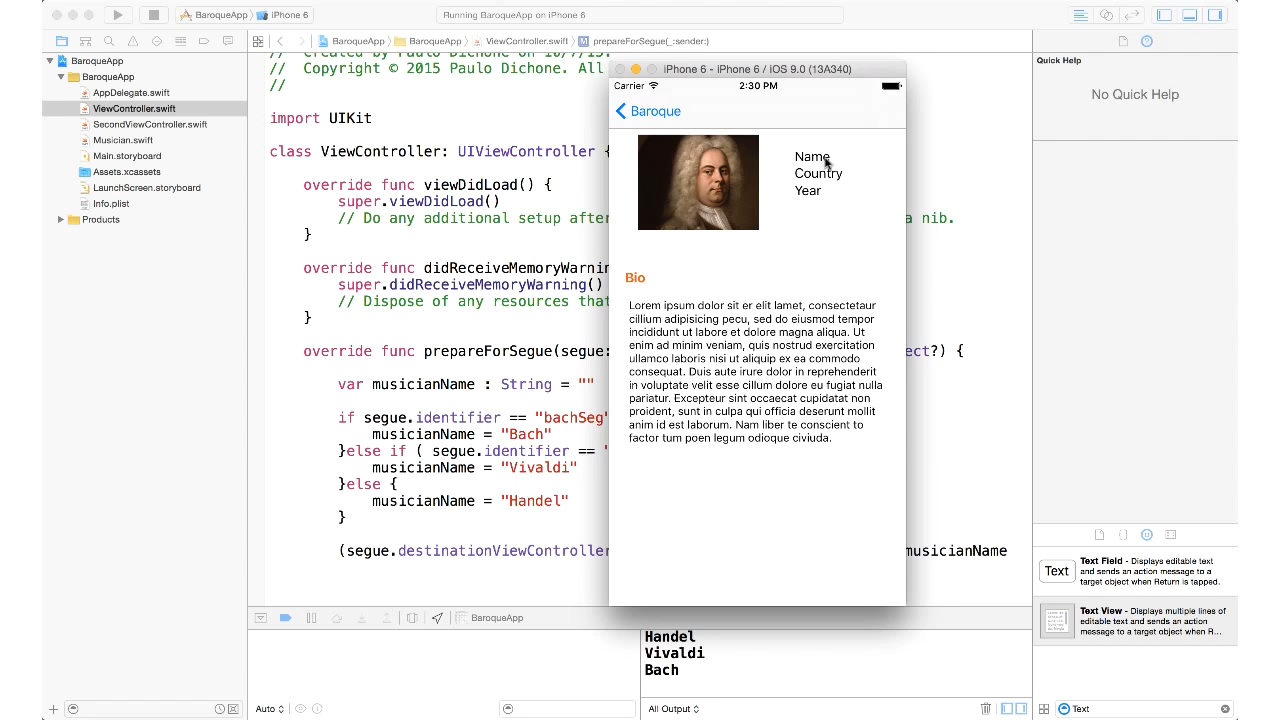 BaroqueApp
iPhone 6
Running BaroqueApp on iPhone 6
BaroqueApp
BaroqueApp
ViewController.swift
prepareForSegue(_:sender:)
BaroqueApp
BaroqueApp
AppDelegate.swift
ViewController.swift
SecondViewController.swift
Musician.swift
Main.storyboard
Assets.xcassets
LaunchScreen.storyboard
Info.plist
Products
//  Copyright © 2015 Paulo Dichone. All
//
import UIKit
class ViewController: UIViewController {
override func viewDidLoad() {
super.viewDidLoad()
// Do any additional setup after
a nib.
}
override func didReceiveMemoryWarnin
super.didReceiveMemoryWarning()
// Dispose of any resources that
}
override func prepareForSegue(segue:
ect?) {
var musicianName : String = ""
if segue.identifier == "bachSeg
musicianName = "Bach"
}else if ( segue.identifier == "
musicianName = "Vivaldi"
}else {
musicianName = "Handel"
}
(segue.destinationViewController
musicianName
iPhone 6 - iPhone 6 / iOS 9.0 (13A340)
Carrier
2:30 PM
Baroque
Name
Country
Year
Bio
Lorem ipsum dolor sit er elit lamet, consectetaur
cillium adipisicing pecu, sed do eiusmod tempor
incididunt ut labore et dolore magna aliqua. Ut
enim ad minim veniam, quis nostrud exercitation
ullamco laboris nisi ut aliquip ex ea commodo
consequat. Duis aute irure dolor in reprehenderit
in voluptate velit esse cillum dolore eu fugiat nulla
pariatur. Excepteur sint occaecat cupidatat non
proident, sunt in culpa qui officia deserunt mollit
anim id est laborum. Nam liber te conscient to
factor tum poen legum odioque civiuda.
BaroqueApp
Handel
Vivaldi
Bach
Auto
All Output
Quick Help
No Quick Help
Text
Text Field - Displays editable text
and sends an action message to a
target object when Return is tapped.
Text View - Displays multiple lines of
editable text and sends an action
message to a target object when R...
Text